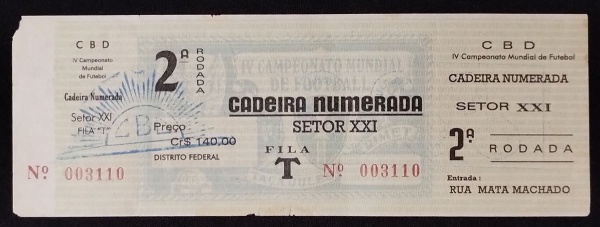 C B D
IV Campeonato
Mundial
de Futebol
Cadeira Numerada
Setor XXI
FILA "T"
Nº 003110
2ª
RODADA
CBD
Preço
Cr$ 140,00
DISTRITO FEDERAL
IV CAMPEONATO MUNDIAL
DE FOOTBALL
CADEIRA NUMERADA
SETOR XXI
FILA
T
Nº 003110
C B D
IV Campeonato Mundial de Futebol
CADEIRA NUMERADA
SETOR XXI
2ª RODADA
Entrada :
RUA MATA MACHADO